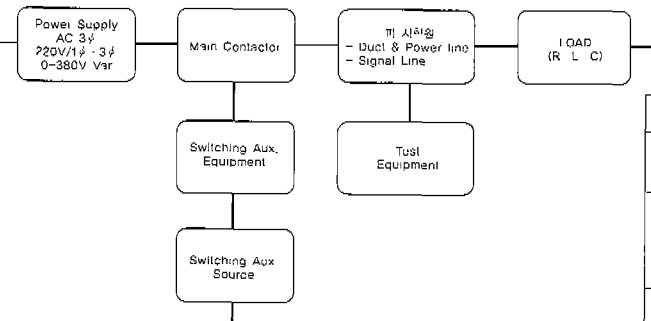 Power Supply
AC 3φ
220V/1φ - 3φ
0-380V Var
Main Contactor
피 시험원
- Duct & Power line
- Signal Line
LOAD
(R L C)
Switching Aux.
Equipment
Test
Equipment
Switching Aux
Source